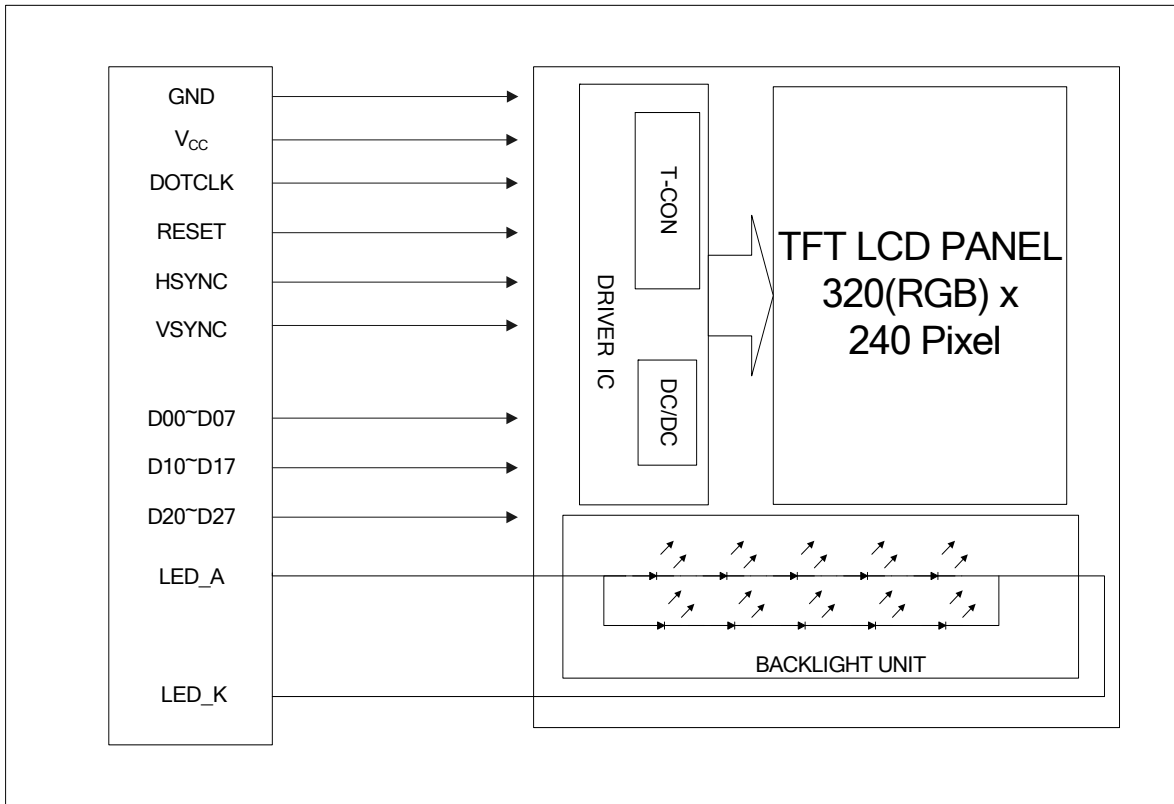 GND
VCC
DOTCLK
RESET
HSYNC
VSYNC
D00~D07
D10~D17
D20~D27
LED_A
LED_K
DRIVER IC
T-CON
DC/DC
TFT LCD PANEL
320(RGB) x
240 Pixel
BACKLIGHT UNIT